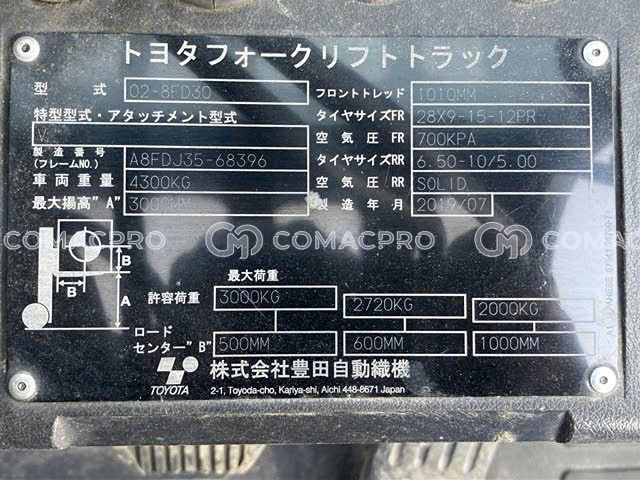 トヨタフォークリフトトラック
型 式 02-8FD30 フロントトレッド 1010MM
特型型式・アタッチメント型式 タイヤサイズFR 28X9-15-12PR
V 空 気 圧 FR 700KPA
製 造 番 号
(フレームNO.) A8FDJ35-68396 タイヤサイズRR 6.50-10/5.00
車 両 重 量 4300KG 空 気 圧 RR SOLID
最大揚高"A" 3000MM 製 造 年 月 2019/07
COMACPRO COMACPRO COMACPRO
B
B
A
最大荷重
許容荷重 3000KG 2720KG 2000KG
ロード
センター"B" 500MM 600MM 1000MM
TOYOTA 株式会社豊田自動織機
2-1, Toyoda-cho, Kariya-shi, Aichi 448-8671 Japan